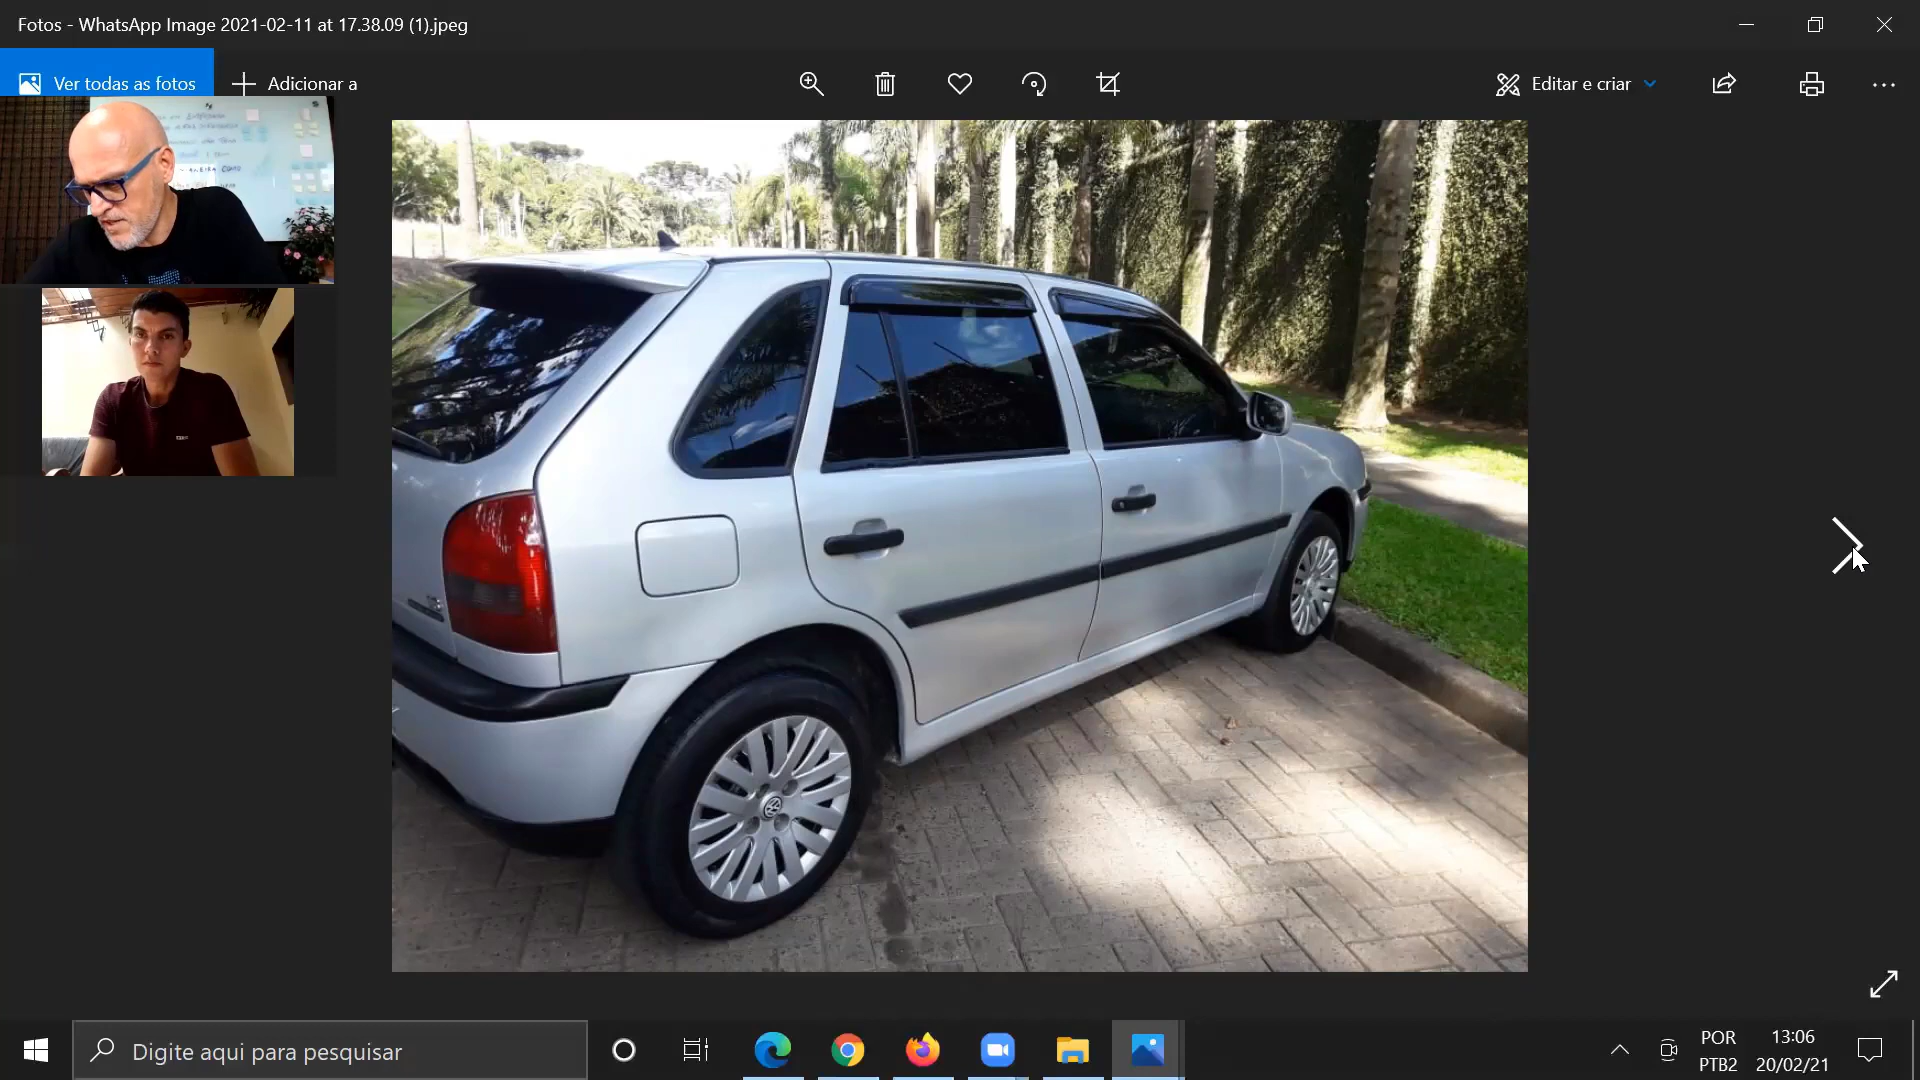 Fotos - WhatsApp Image 2021-02-11 at 17.38.09 (1).jpeg
Ver todas as fotos
Adicionar a
Editar e criar
Digite aqui para pesquisar
POR
PTB2
13:06
20/02/21